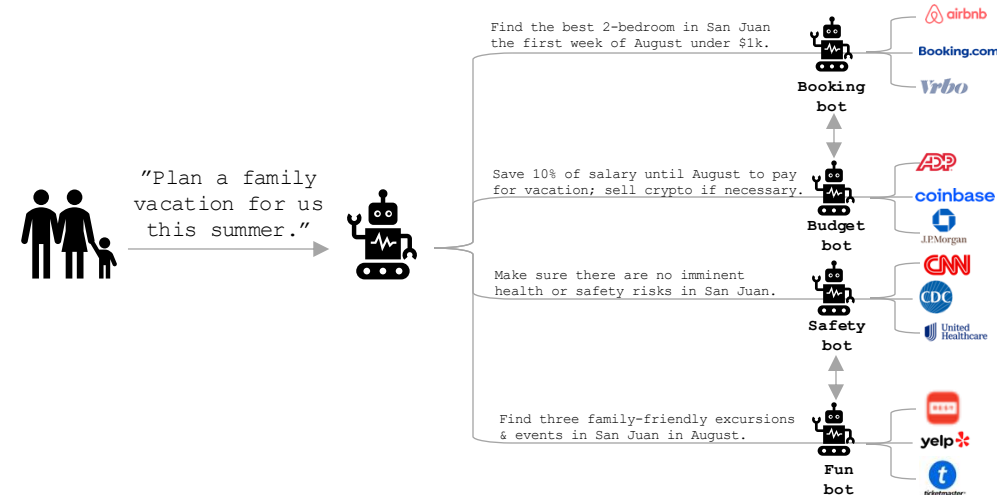 Find the best 2-bedroom in San Juan
the first week of August under $1k.
airbnb
Booking.com
Vrbo
Booking
bot
"Plan a family
vacation for us
this summer."
Save 10% of salary until August to pay
for vacation; sell crypto if necessary.
ADP
coinbase
J.P.Morgan
Budget
bot
Make sure there are no imminent
health or safety risks in San Juan.
CNN
CDC
United
Healthcare
Safety
bot
Find three family-friendly excursions
& events in San Juan in August.
yelp
t
ticketmaster
Fun
bot